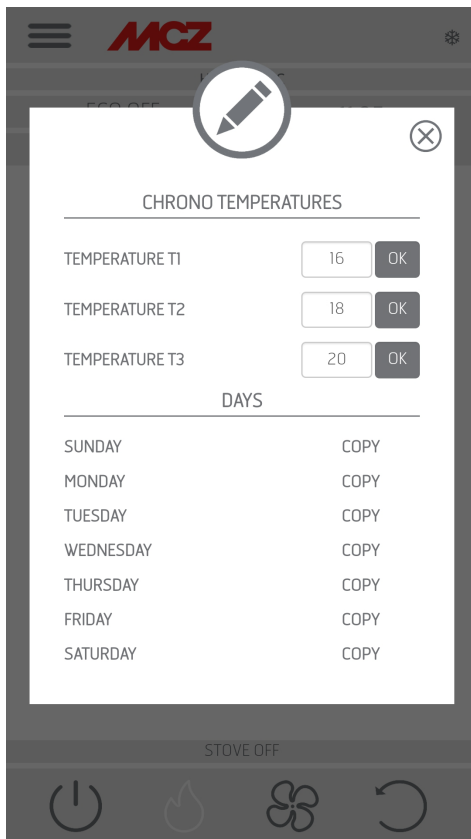 MCZ
CHRONO TEMPERATURES
TEMPERATURE T1 16 OK
TEMPERATURE T2 18 OK
TEMPERATURE T3 20 OK
DAYS
SUNDAY COPY
MONDAY COPY
TUESDAY COPY
WEDNESDAY COPY
THURSDAY COPY
FRIDAY COPY
SATURDAY COPY
STOVE OFF